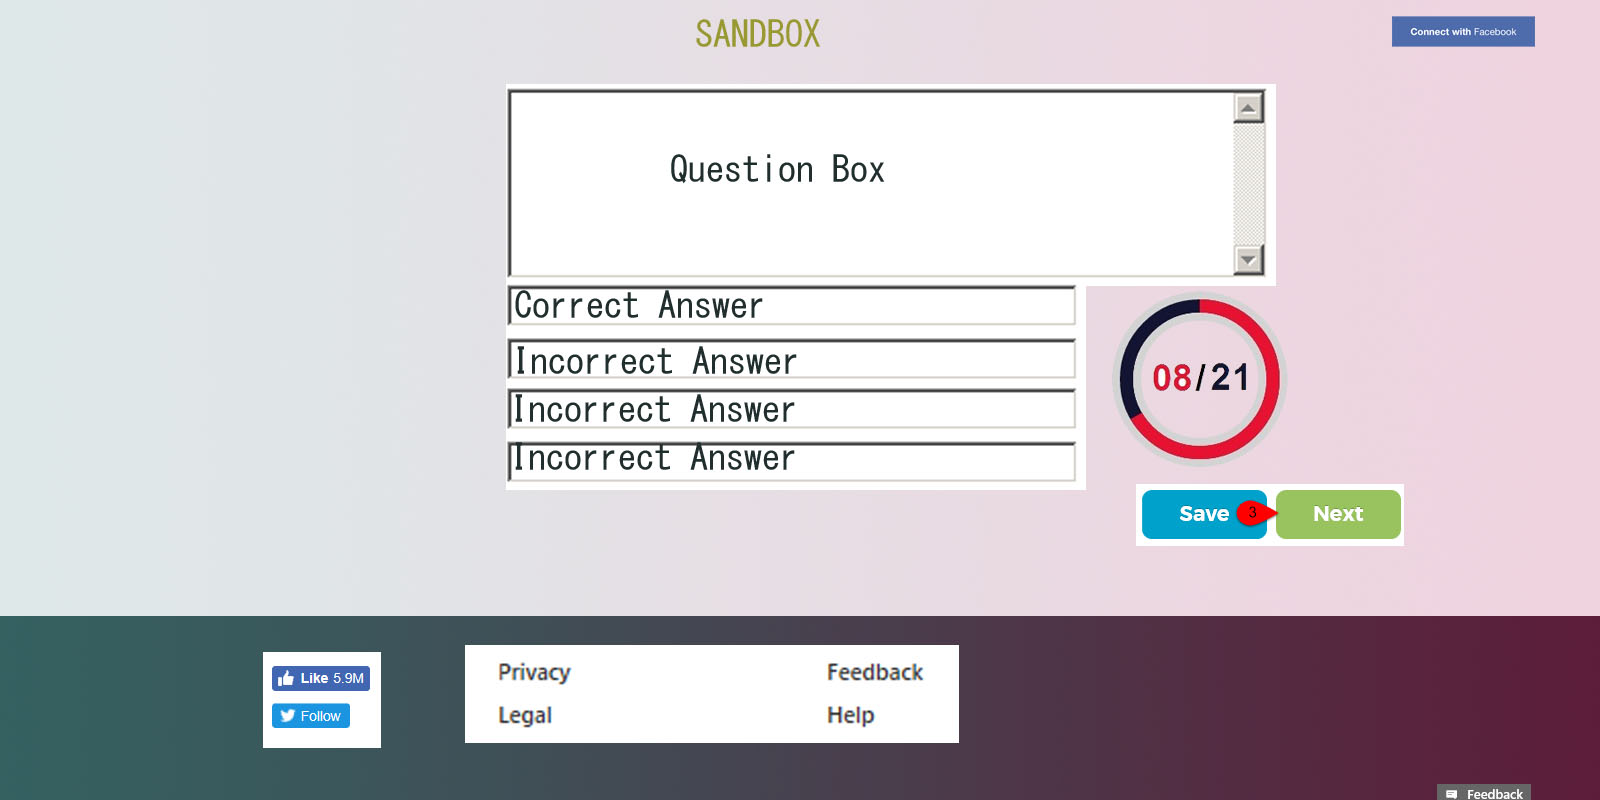 SANDBOX
Connect with Facebook
Question Box
Correct Answer
Incorrect Answer
Incorrect Answer
Incorrect Answer
08/21
Save 3 Next
Like 5.9M
Follow
Privacy Feedback
Legal Help
Feedback